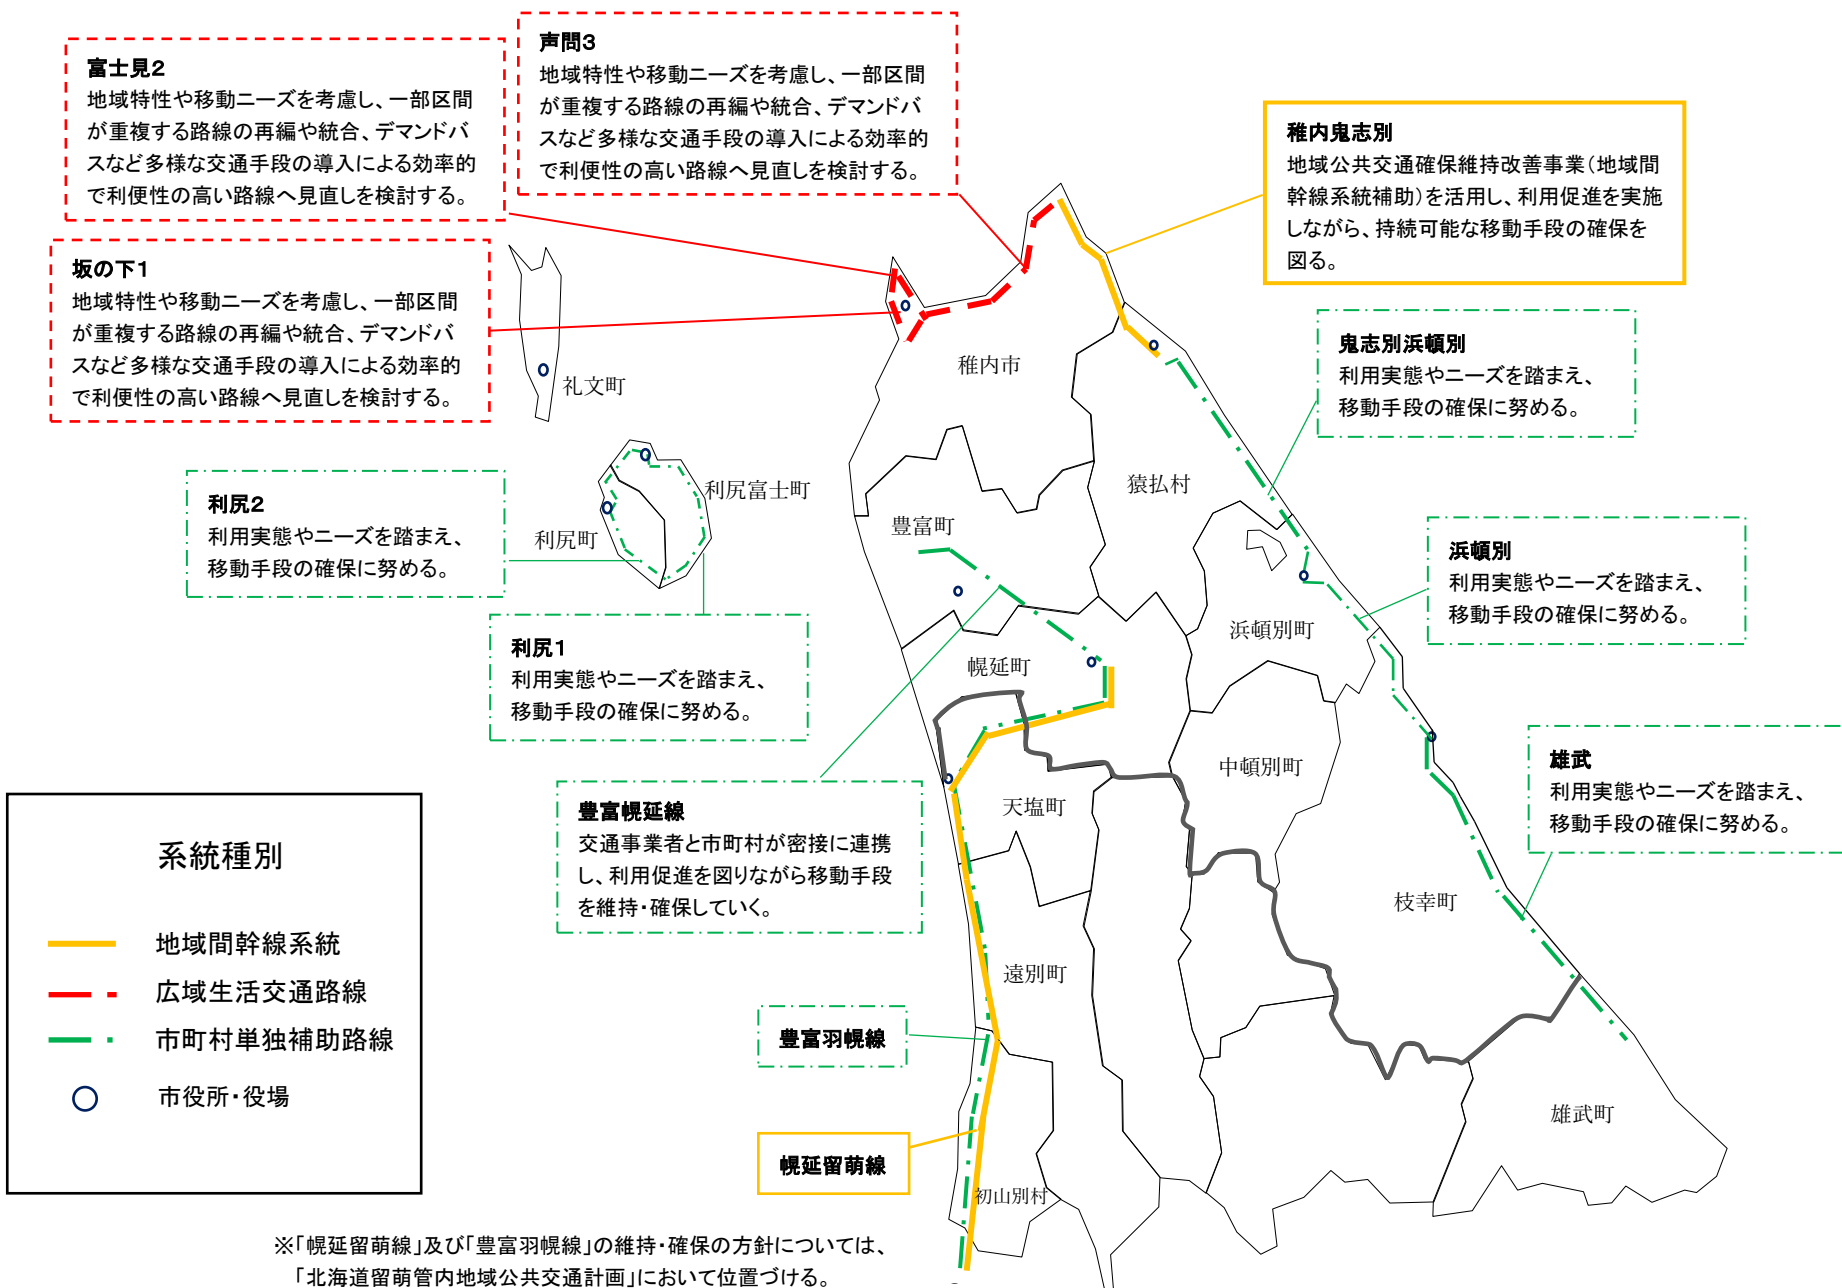 富士見2
地域特性や移動ニーズを考慮し、一部区間
が重複する路線の再編や統合、デマンドバ
スなど多様な交通手段の導入による効率的
で利便性の高い路線へ見直しを検討する。
声問3
地域特性や移動ニーズを考慮し、一部区間
が重複する路線の再編や統合、デマンドバ
スなど多様な交通手段の導入による効率的
で利便性の高い路線へ見直しを検討する。
稚内鬼志別
地域公共交通確保維持改善事業(地域間
幹線系統補助)を活用し、利用促進を実施
しながら、持続可能な移動手段の確保を
図る。
坂の下1
地域特性や移動ニーズを考慮し、一部区間
が重複する路線の再編や統合、デマンドバ
スなど多様な交通手段の導入による効率的
で利便性の高い路線へ見直しを検討する。
礼文町
稚内市
鬼志別浜頓別
利用実態やニーズを踏まえ、
移動手段の確保に努める。
利尻2
利用実態やニーズを踏まえ、
移動手段の確保に努める。
利尻富士町
利尻町
猿払村
豊富町
浜頓別
利用実態やニーズを踏まえ、
移動手段の確保に努める。
利尻1
利用実態やニーズを踏まえ、
移動手段の確保に努める。
浜頓別町
幌延町
中頓別町
雄武
利用実態やニーズを踏まえ、
移動手段の確保に努める。
豊富幌延線
交通事業者と市町村が密接に連携
し、利用促進を図りながら移動手段
を維持・確保していく。
天塩町
枝幸町
遠別町
系統種別
地域間幹線系統
広域生活交通路線
市町村単独補助路線
市役所・役場
豊富羽幌線
雄武町
幌延留萌線
初山別村
※「幌延留萌線」及び「豊富羽幌線」の維持・確保の方針については、
「北海道留萌管内地域公共交通計画」において位置づける。